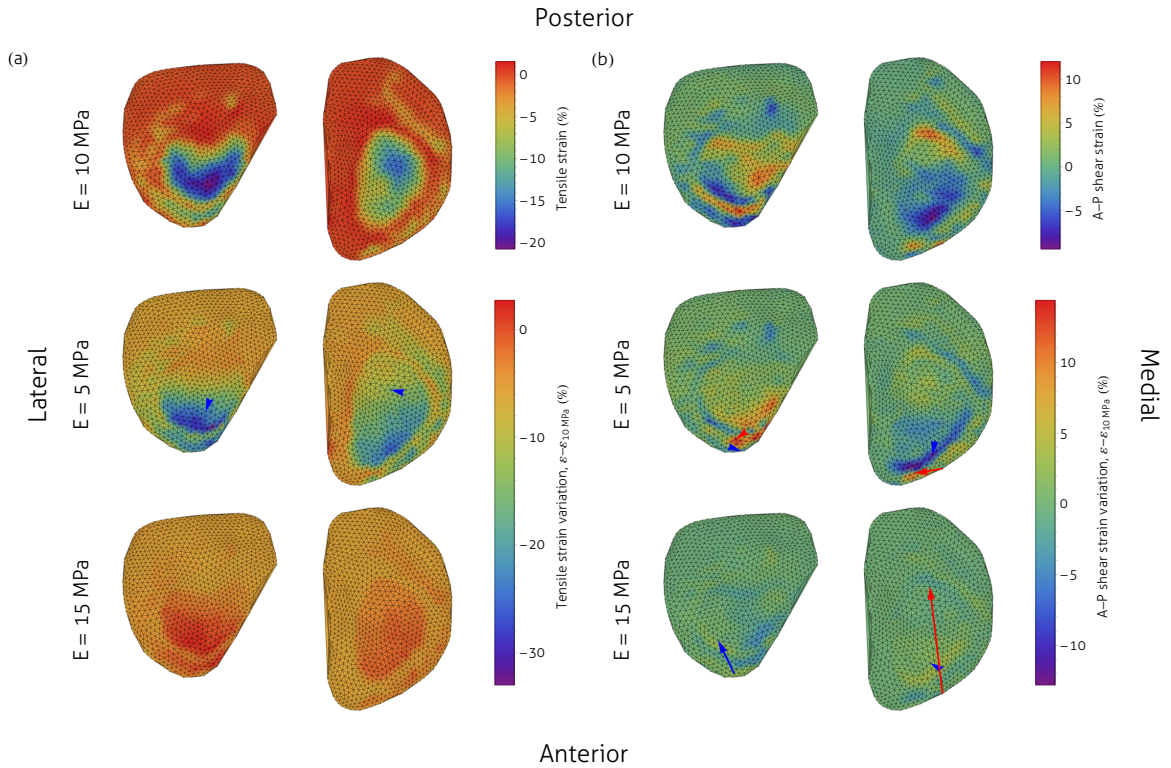 Posterior
(a)
(b)
E = 10 MPa
0
−5
−10
−15
−20
Tensile strain (%)
E = 10 MPa
10
5
0
−5
A–P shear strain (%)
Lateral
E = 5 MPa
E = 15 MPa
0
−10
−20
−30
Tensile strain variation, ε−ε10 MPa (%)
E = 5 MPa
E = 15 MPa
10
5
0
−5
−10
A–P shear strain variation, ε−ε10 MPa (%)
Medial
Anterior